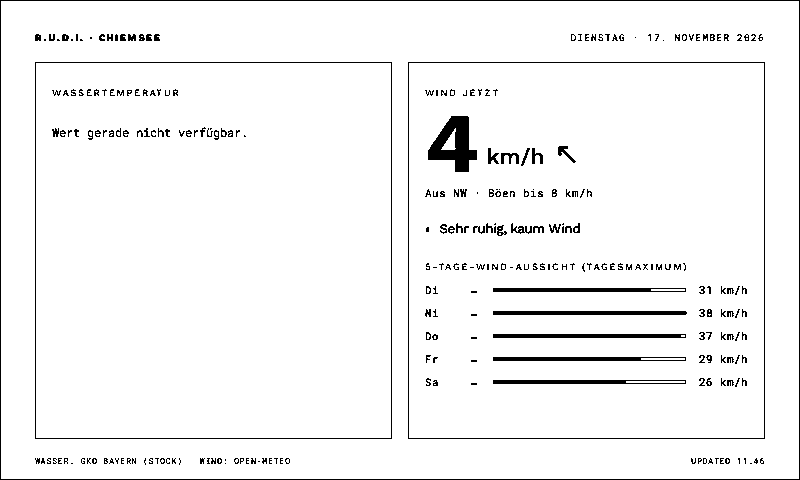 R.U.D.I. · CHIEMSEE
DIENSTAG · 17. NOVEMBER 2026
WASSERTEMPERATUR
Wert gerade nicht verfügbar.
WIND JETZT
4 km/h ↖
Aus NW · Böen bis 8 km/h
Sehr ruhig, kaum Wind
5-TAGE-WIND-AUSSICHT (TAGESMAXIMUM)
Di – 31 km/h
Mi – 38 km/h
Do – 37 km/h
Fr – 29 km/h
Sa – 26 km/h
WASSER: GKD BAYERN (STOCK) WIND: OPEN-METEO
UPDATED 11:46